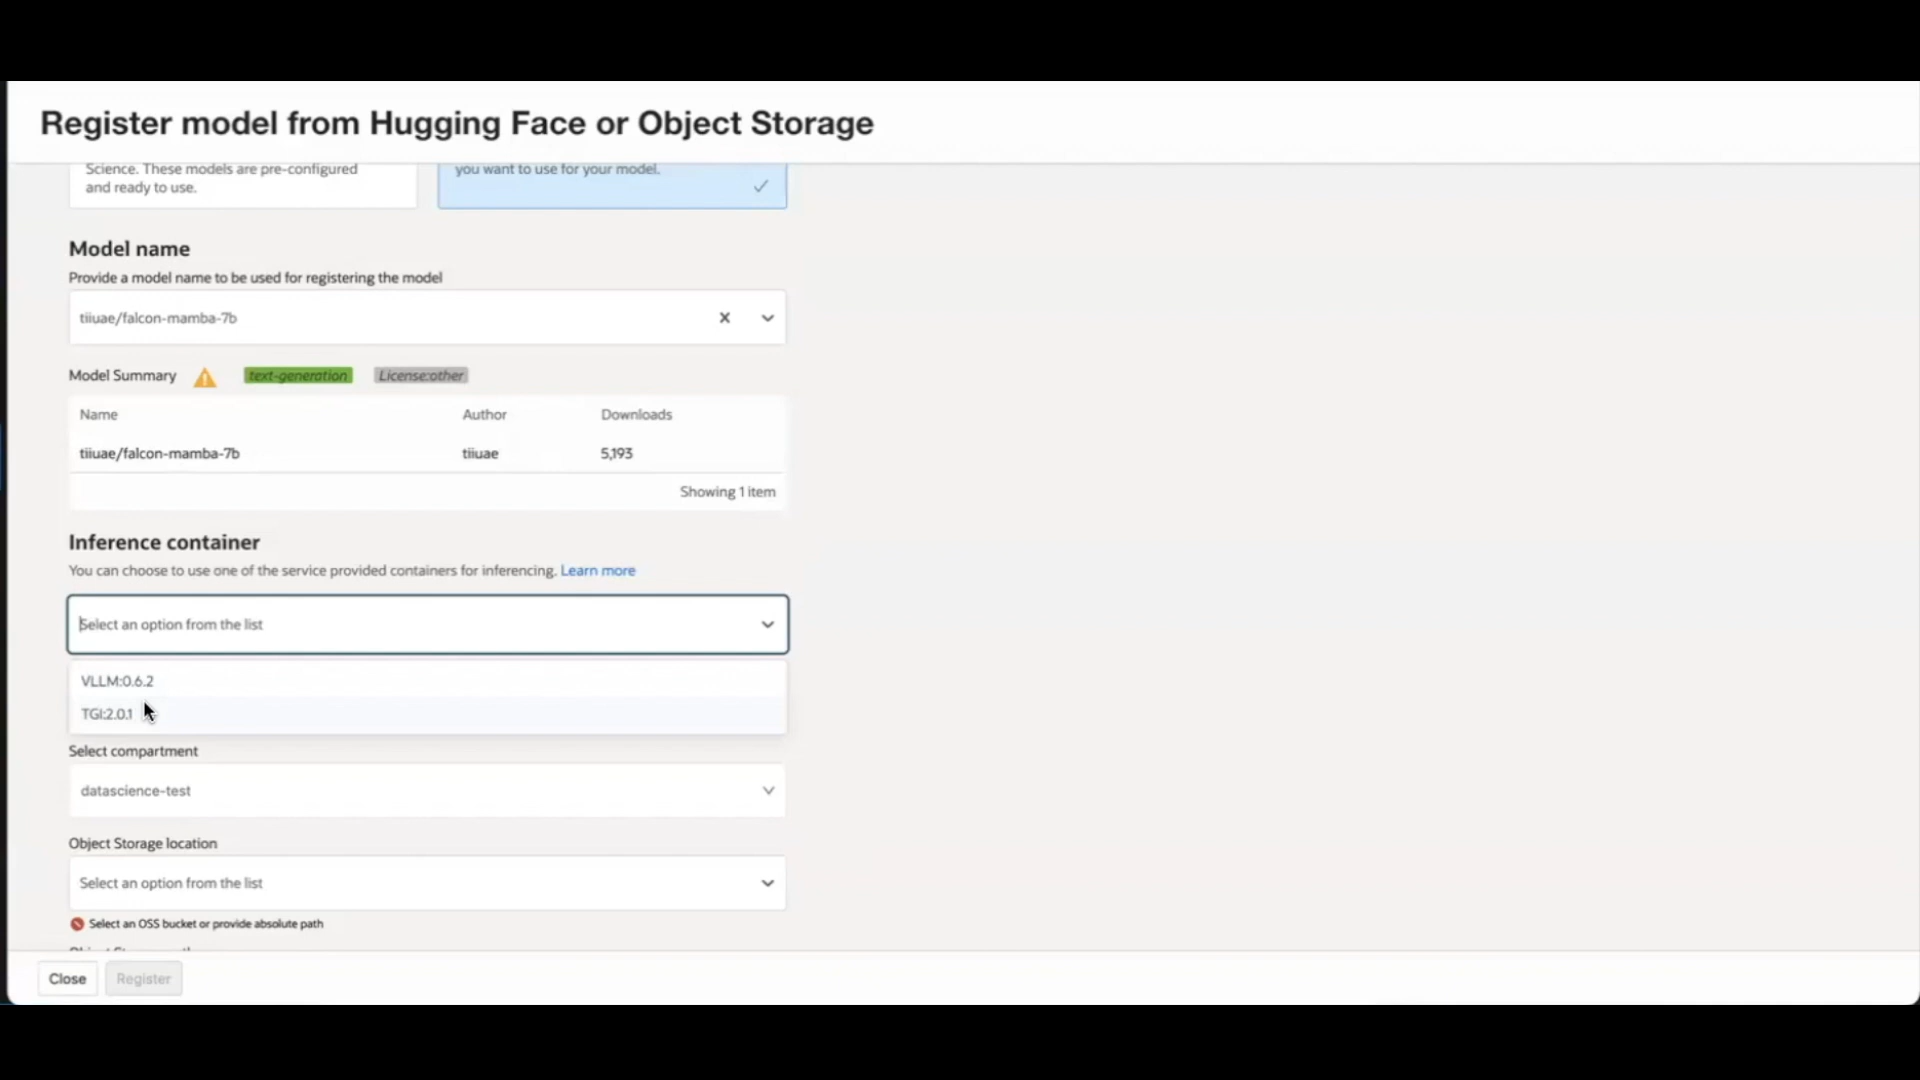 Register model from Hugging Face or Object Storage
Science. These models are pre-configured
and ready to use.
you want to use for your model.
Model name
Provide a model name to be used for registering the model
tiiuae/falcon-mamba-7b
Model Summary text-generation License:other
Name Author Downloads
tiiuae/falcon-mamba-7b tiiuae 5,193
Showing 1 item
Inference container
You can choose to use one of the service provided containers for inferencing. Learn more
Select an option from the list
VLLM:0.6.2
TGI:2.0.1
Select compartment
datascience-test
Object Storage location
Select an option from the list
Select an OSS bucket or provide absolute path
Close Register